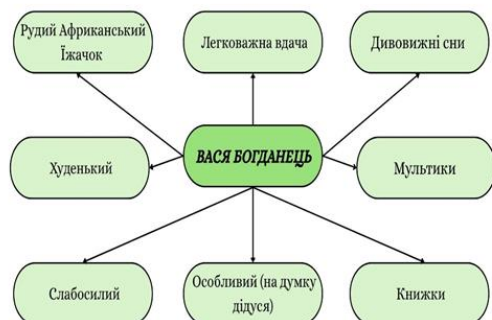 Рудий Африканський
Їжачок
Легковажна вдача
Дивовижні сни
Худенький
ВАСЯ БОГДАНЕЦЬ
Мультики
Слабосилий
Особливий (на думку
дідуся)
Книжки